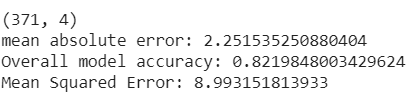 (371, 4)
mean absolute error: 2.251535250880404
Overall model accuracy: 0.8219848003429624
Mean Squared Error: 8.993151813933